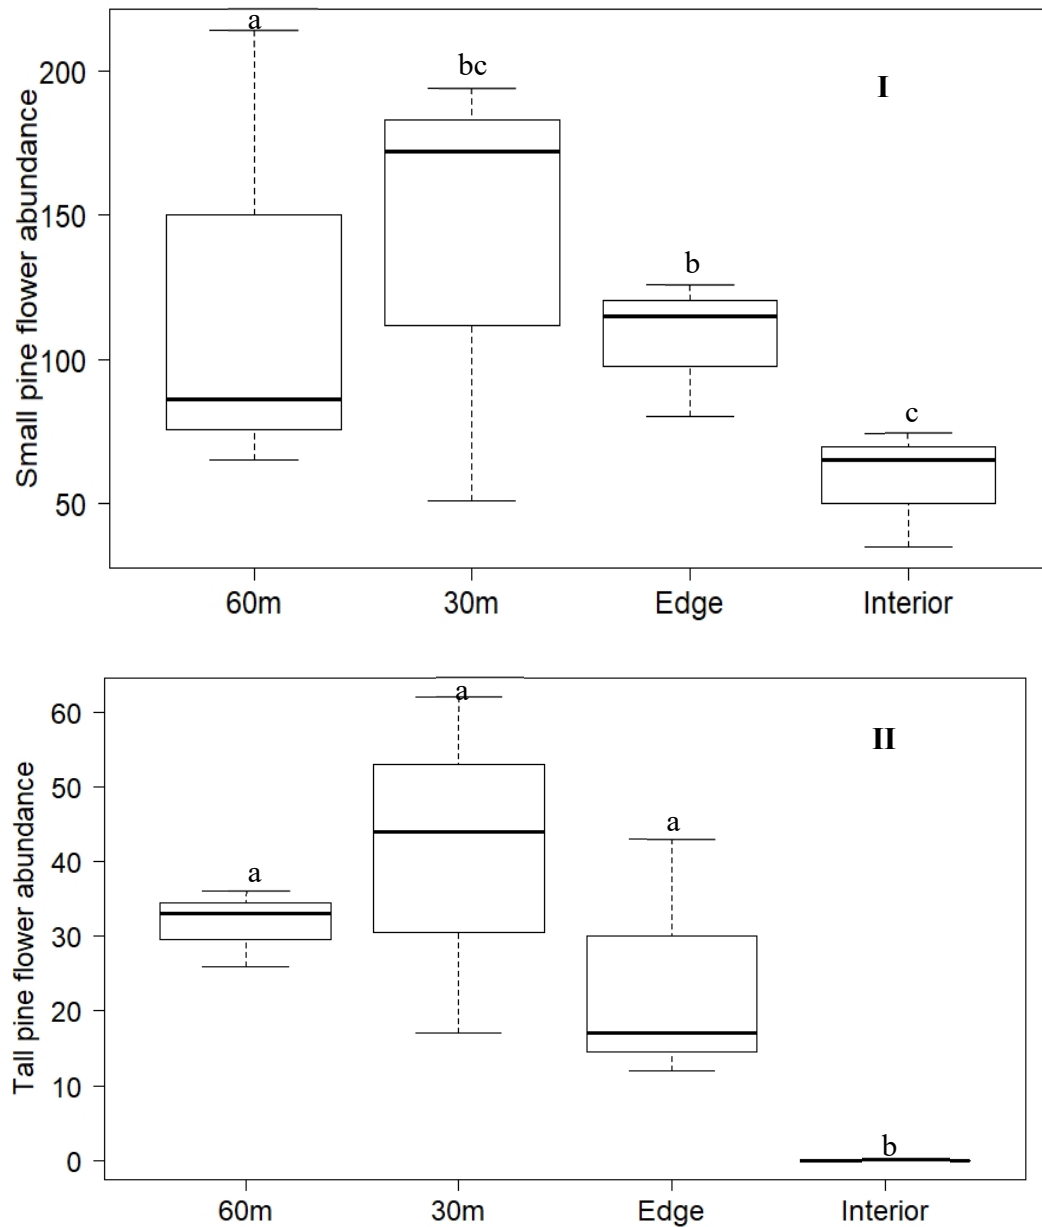 a
bc
200
I
Small pine flower abundance
150
b
100
c
50
60m 30m Edge Interior
a
60
II
50
a
Tall pine flower abundance
40
a
30
20
10
b
0
60m 30m Edge Interior